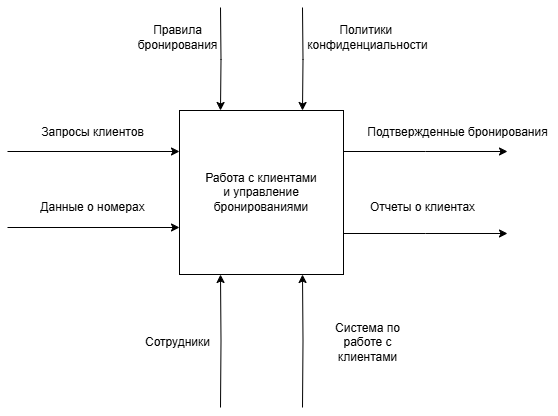 Правила
бронирования
Политики
конфиденциальности
Запросы клиентов
Подтвержденные бронирования
Работа с клиентами
и управление
бронированиями
Данные о номерах
Отчеты о клиентах
Сотрудники
Система по
работе с
клиентами